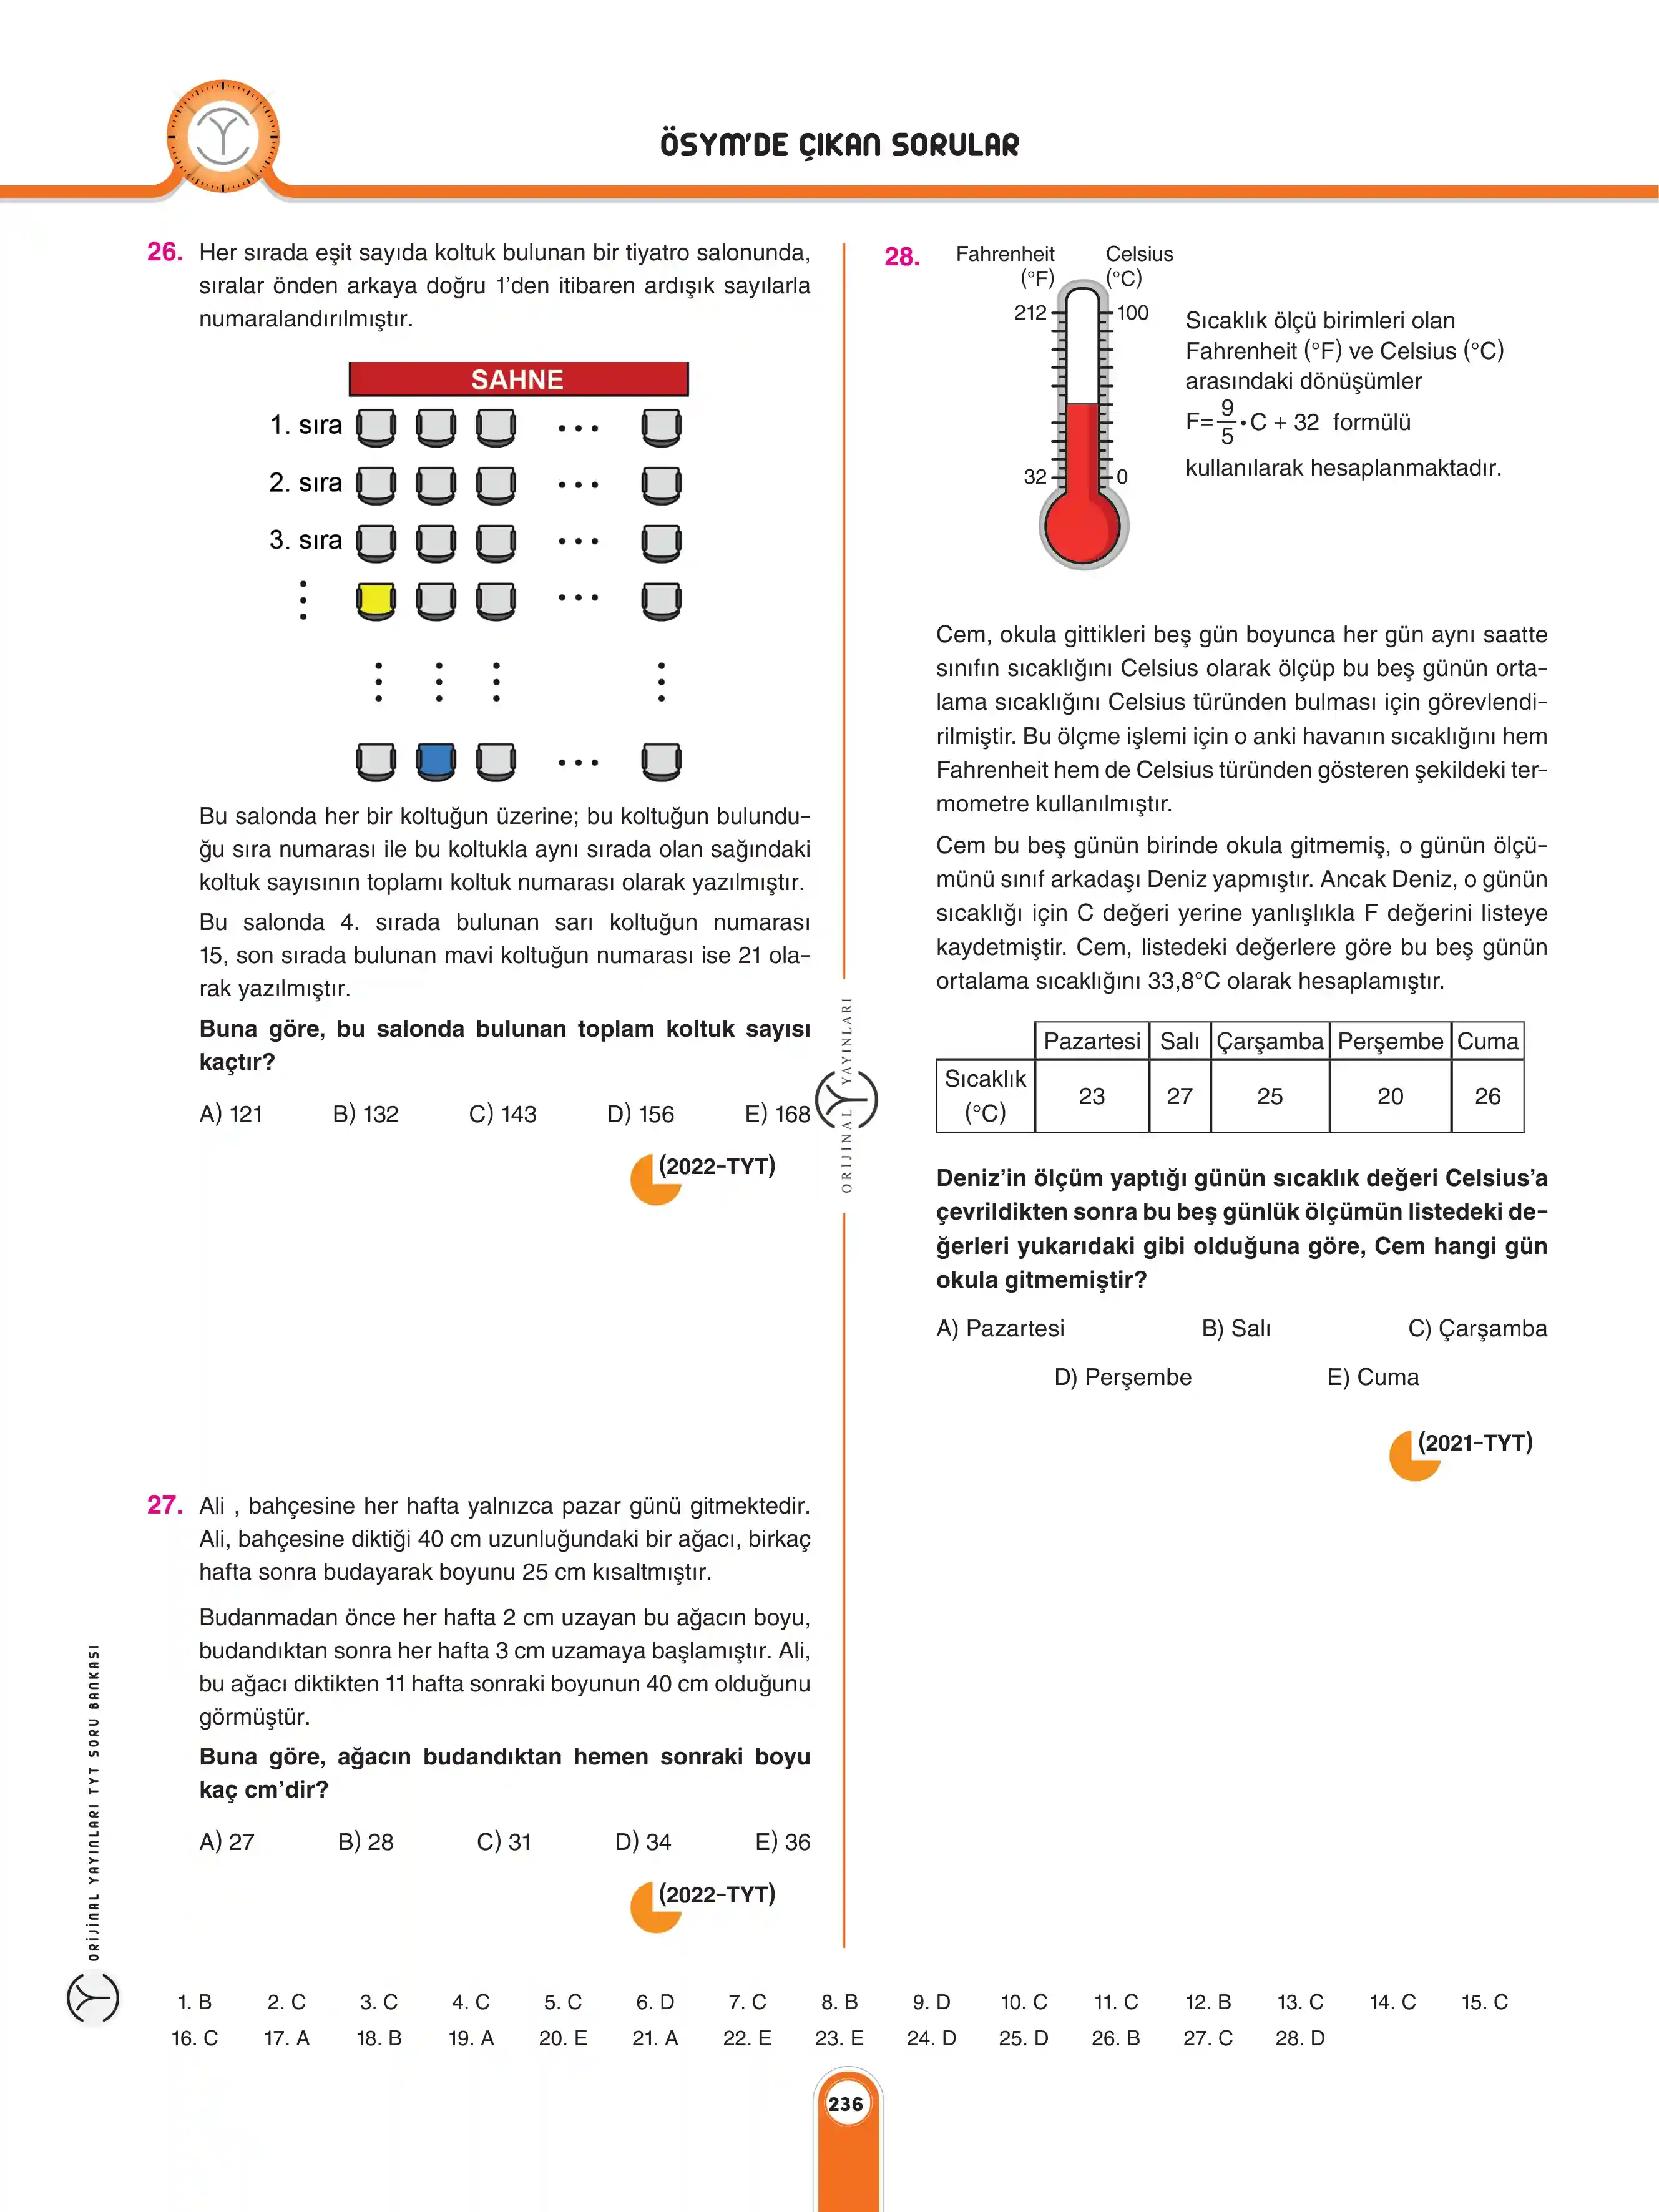 ÖSYM'DE ÇIKAN SORULAR
26. Her sırada eşit sayıda koltuk bulunan bir tiyatro salonunda,
sıralar önden arkaya doğru 1'den itibaren ardışık sayılarla
numaralandırılmıştır.
SAHNE
1. sıra
2. sıra
3. sıra
Bu salonda her bir koltuğun üzerine; bu koltuğun bulundu-
ğu sıra numarası ile bu koltukla aynı sırada olan sağındaki
koltuk sayısının toplamı koltuk numarası olarak yazılmıştır.
Bu salonda 4. sırada bulunan sarı koltuğun numarası
15, son sırada bulunan mavi koltuğun numarası ise 21 ola-
rak yazılmıştır.
Buna göre, bu salonda bulunan toplam koltuk sayısı
kaçtır?
A) 121 B) 132 C) 143 D) 156 E) 168
(2022-TYT)
27. Ali , bahçesine her hafta yalnızca pazar günü gitmektedir.
Ali, bahçesine diktiği 40 cm uzunluğundaki bir ağacı, birkaç
hafta sonra budayarak boyunu 25 cm kısaltmıştır.
Budanmadan önce her hafta 2 cm uzayan bu ağacın boyu,
budandıktan sonra her hafta 3 cm uzamaya başlamıştır. Ali,
bu ağacı diktikten 11 hafta sonraki boyunun 40 cm olduğunu
görmüştür.
Buna göre, ağacın budandıktan hemen sonraki boyu
kaç cm'dir?
A) 27 B) 28 C) 31 D) 34 E) 36
(2022-TYT)
ORİJİNAL YAYINLARI
28. Fahrenheit Celsius
(°F) (°C)
212 100
32 0
Sıcaklık ölçü birimleri olan
Fahrenheit (°F) ve Celsius (°C)
arasındaki dönüşümler
F= 9/5 • C + 32 formülü
kullanılarak hesaplanmaktadır.
Cem, okula gittikleri beş gün boyunca her gün aynı saatte
sınıfın sıcaklığını Celsius olarak ölçüp bu beş günün orta-
lama sıcaklığını Celsius türünden bulması için görevlendi-
rilmiştir. Bu ölçme işlemi için o anki havanın sıcaklığını hem
Fahrenheit hem de Celsius türünden gösteren şekildeki ter-
mometre kullanılmıştır.
Cem bu beş günün birinde okula gitmemiş, o günün ölçü-
münü sınıf arkadaşı Deniz yapmıştır. Ancak Deniz, o günün
sıcaklığı için C değeri yerine yanlışlıkla F değerini listeye
kaydetmiştir. Cem, listedeki değerlere göre bu beş günün
ortalama sıcaklığını 33,8°C olarak hesaplamıştır.
Pazartesi Salı Çarşamba Perşembe Cuma
Sıcaklık (°C) 23 27 25 20 26
Deniz'in ölçüm yaptığı günün sıcaklık değeri Celsius'a
çevrildikten sonra bu beş günlük ölçümün listedeki de-
ğerleri yukarıdaki gibi olduğuna göre, Cem hangi gün
okula gitmemiştir?
A) Pazartesi B) Salı C) Çarşamba
D) Perşembe E) Cuma
(2021-TYT)
ORİJİNAL YAYINLARI TYT SORU BANKASI
1. B 2. C 3. C 4. C 5. C 6. D 7. C 8. B 9. D 10. C 11. C 12. B 13. C 14. C 15. C
16. C 17. A 18. B 19. A 20. E 21. A 22. E 23. E 24. D 25. D 26. B 27. C 28. D
236